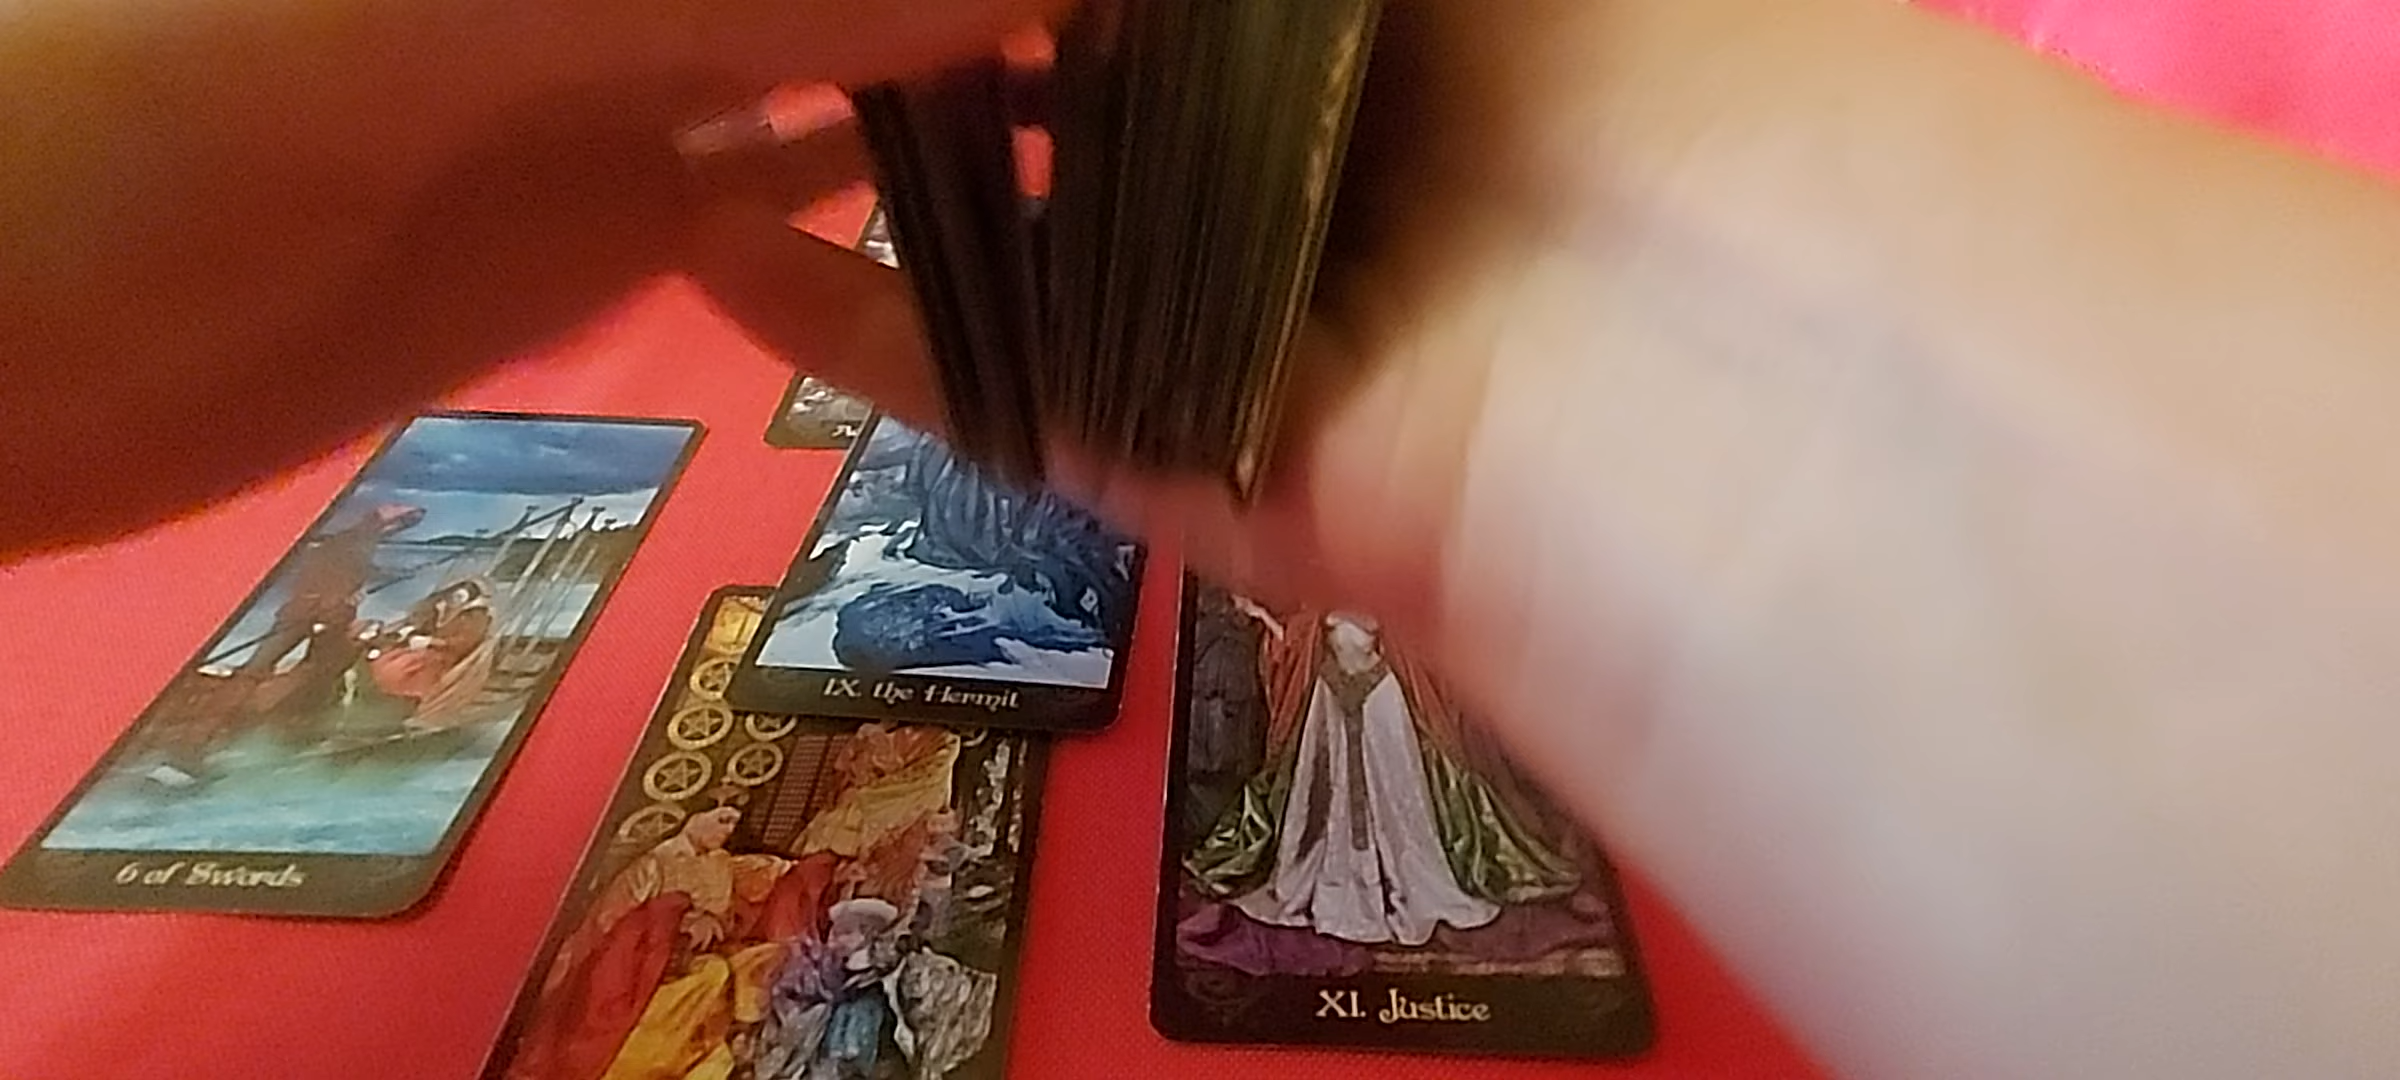 6 of Swords
IX. the Hermit
XI. Justice